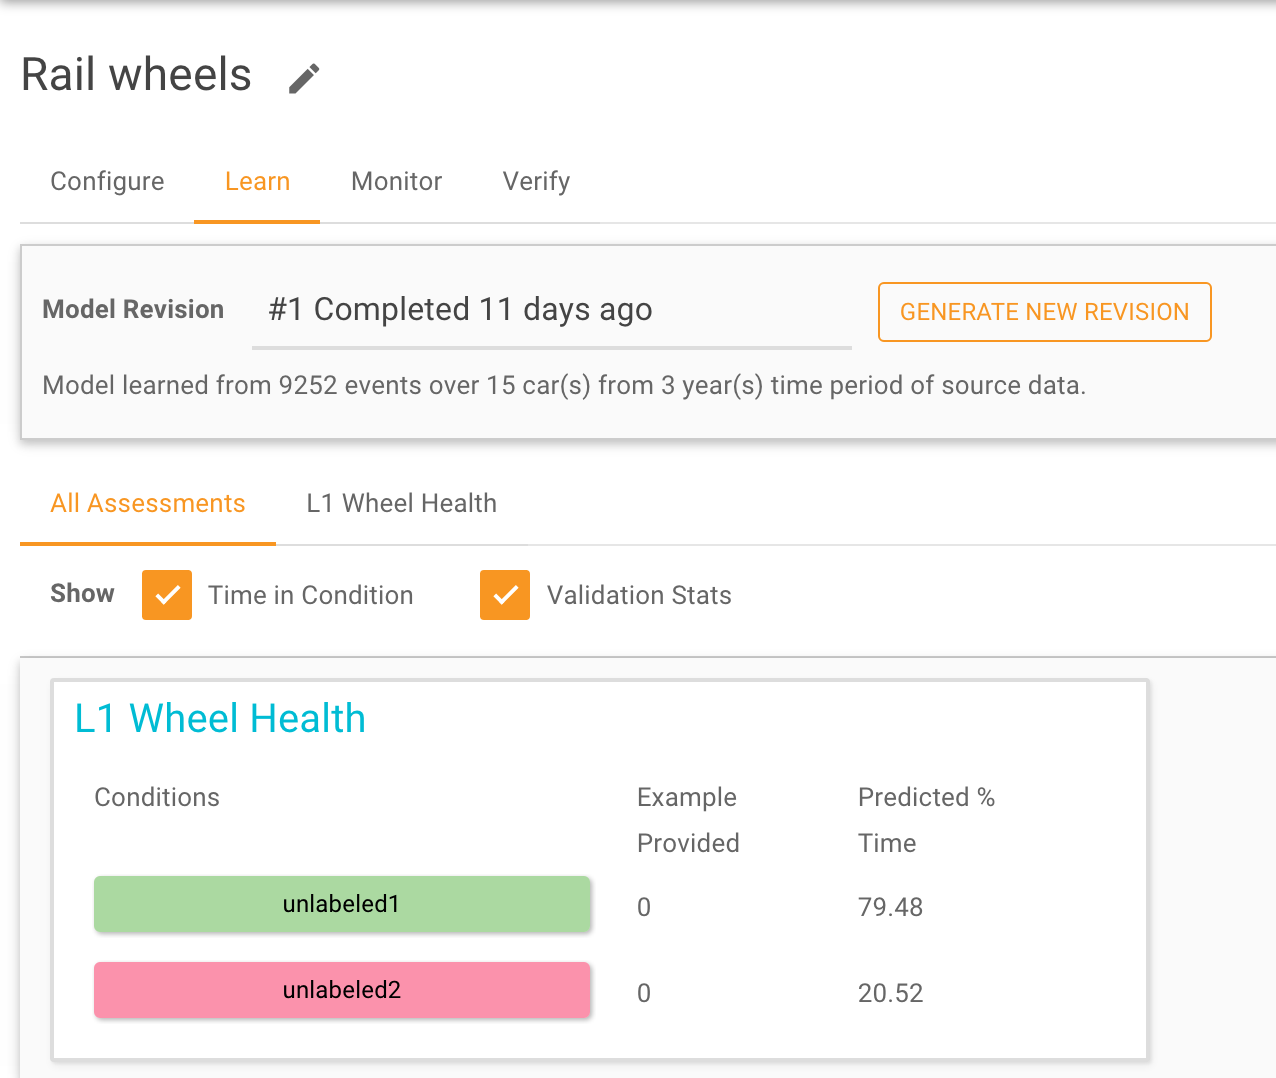 Rail wheels
Configure Learn Monitor Verify
Model Revision #1 Completed 11 days ago GENERATE NEW REVISION
Model learned from 9252 events over 15 car(s) from 3 year(s) time period of source data.
All Assessments L1 Wheel Health
Show Time in Condition Validation Stats
L1 Wheel Health
Conditions Example Predicted %
Provided Time
unlabeled1 0 79.48
unlabeled2 0 20.52